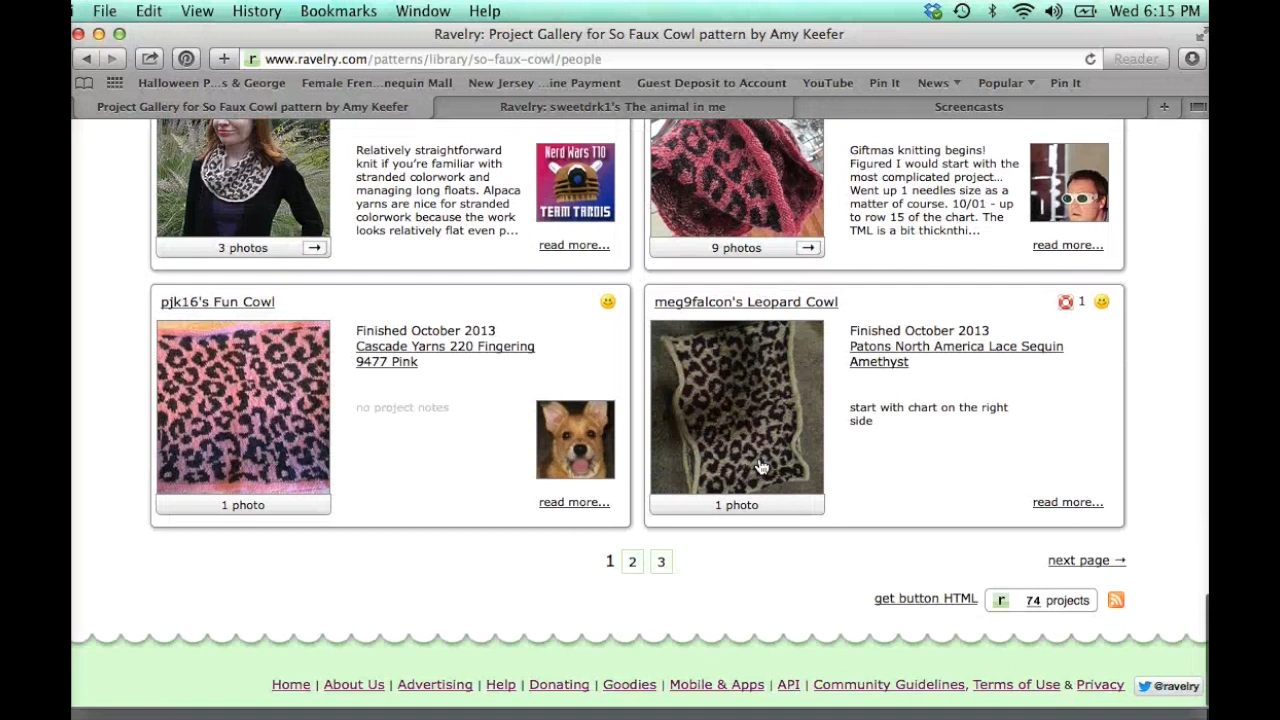 File Edit View History Bookmarks Window Help Wed 6:15 PM
Ravelry: Project Gallery for So Faux Cowl pattern by Amy Keefer
r www.ravelry.com/patterns/library/so-faux-cowl/people Reader
Halloween P...s & George Female Fren...nequin Mall New Jersey ...ine Payment Guest Deposit to Account YouTube Pin It News Popular Pin It
Project Gallery for So Faux Cowl pattern by Amy Keefer Ravelry: sweetdrk1's The animal in me Screencasts
Relatively straightforward
knit if you're familiar with
stranded colorwork and
managing long floats. Alpaca
yarns are nice for stranded
colorwork because the work
looks relatively flat even p...
Nerd Wars T10
TEAM TARDIS
3 photos →
read more...
Giftmas knitting begins!
Figured I would start with the
most complicated project...
Went up 1 needles size as a
matter of course. 10/01 - up
to row 15 of the chart. The
TML is a bit thicknthi...
9 photos →
read more...
pjk16's Fun Cowl
Finished October 2013
Cascade Yarns 220 Fingering
9477 Pink
no project notes
1 photo
read more...
meg9falcon's Leopard Cowl 1
Finished October 2013
Patons North America Lace Sequin
Amethyst
start with chart on the right
side
1 photo
read more...
1 2 3 next page →
get button HTML r 74 projects
Home | About Us | Advertising | Help | Donating | Goodies | Mobile & Apps | API | Community Guidelines, Terms of Use & Privacy @ravelry